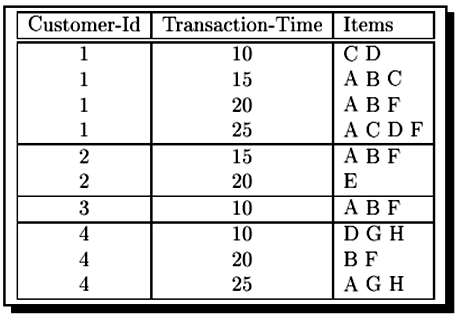 Customer-Id Transaction-Time Items
1 10 C D
1 15 A B C
1 20 A B F
1 25 A C D F
2 15 A B F
2 20 E
3 10 A B F
4 10 D G H
4 20 B F
4 25 A G H